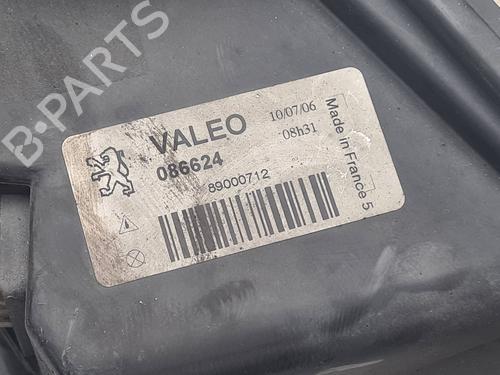 B-PARTS
VALEO
10/07/06
08h31
086624
89000712
Made in France 5